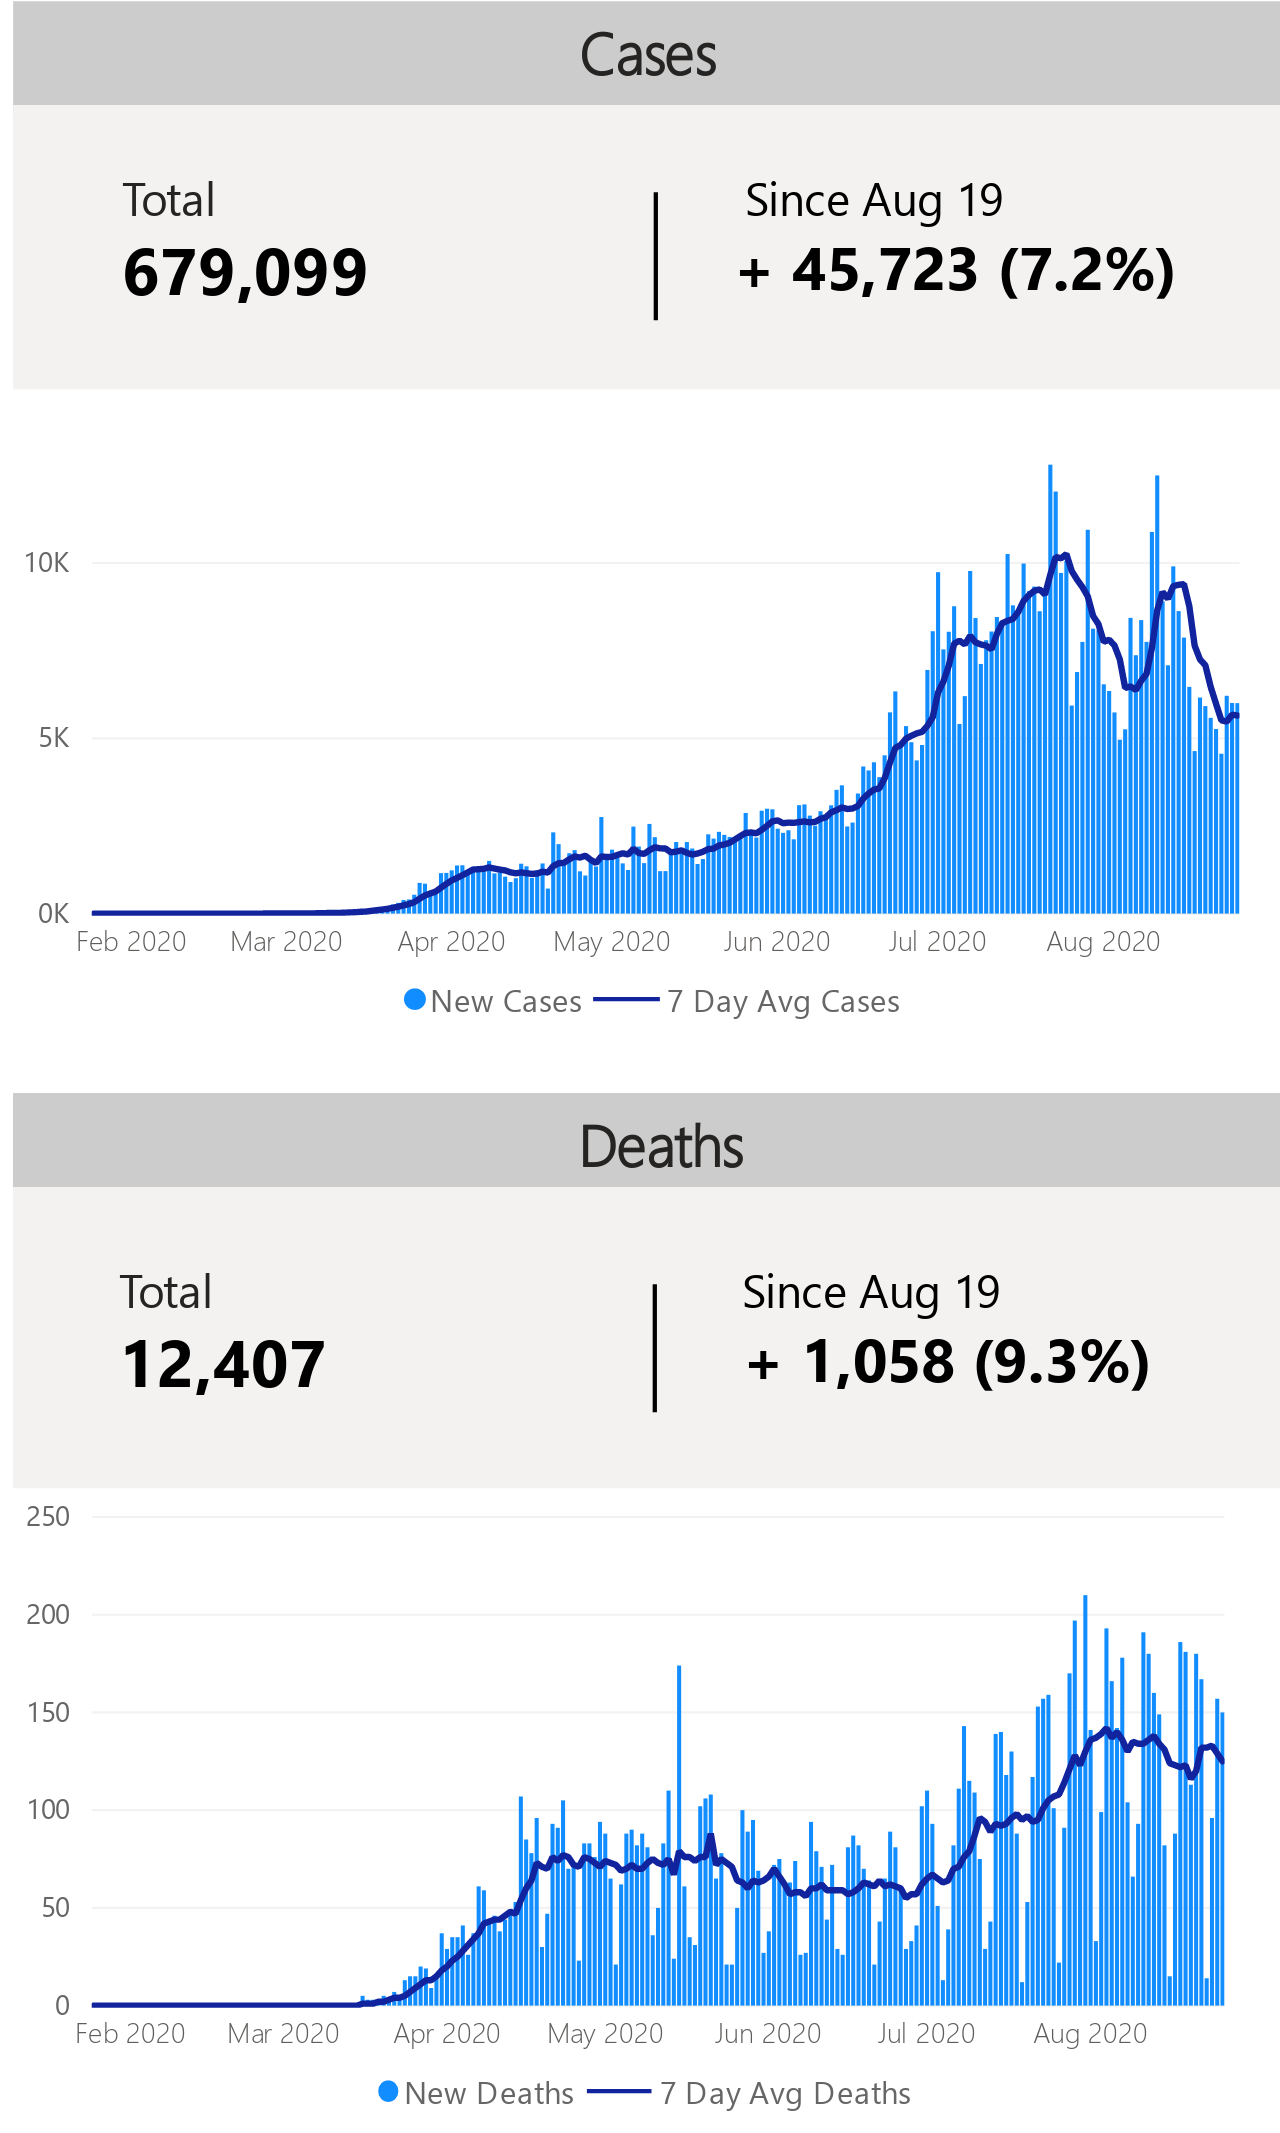 Cases
Total
Since Aug 19
679,099
+ 45,723 (7.2%)
10K
5K
0K
Feb 2020 Mar 2020 Apr 2020 May 2020 Jun 2020 Jul 2020 Aug 2020
New Cases 7 Day Avg Cases
Deaths
Total
Since Aug 19
12,407
+ 1,058 (9.3%)
250
200
150
100
50
0
Feb 2020 Mar 2020 Apr 2020 May 2020 Jun 2020 Jul 2020 Aug 2020
New Deaths 7 Day Avg Deaths